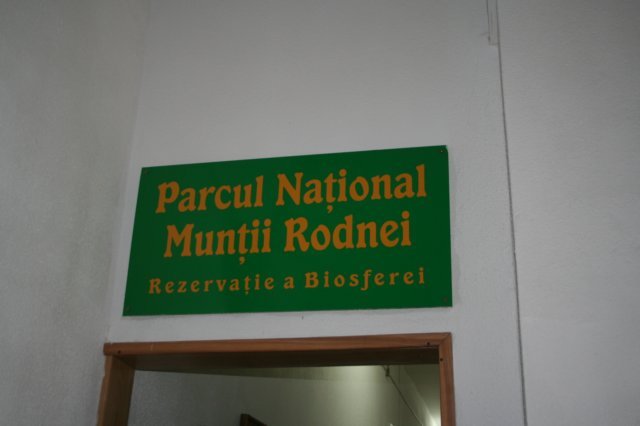 Parcul Național
Munții Rodnei
Rezervație a Biosferei